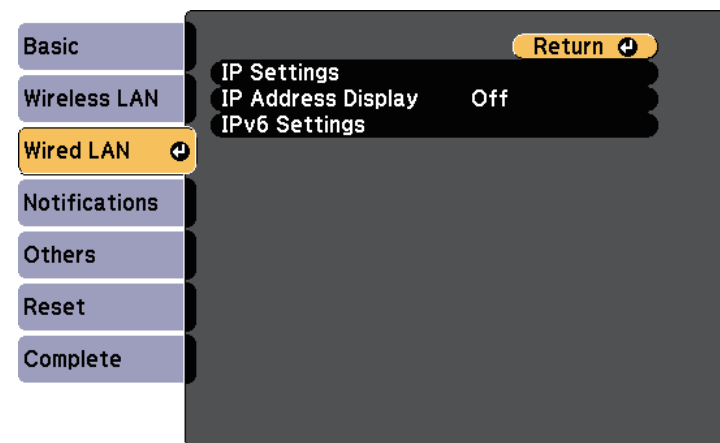 Basic
Wireless LAN
Wired LAN
Notifications
Others
Reset
Complete
Return
IP Settings
IP Address Display Off
IPv6 Settings